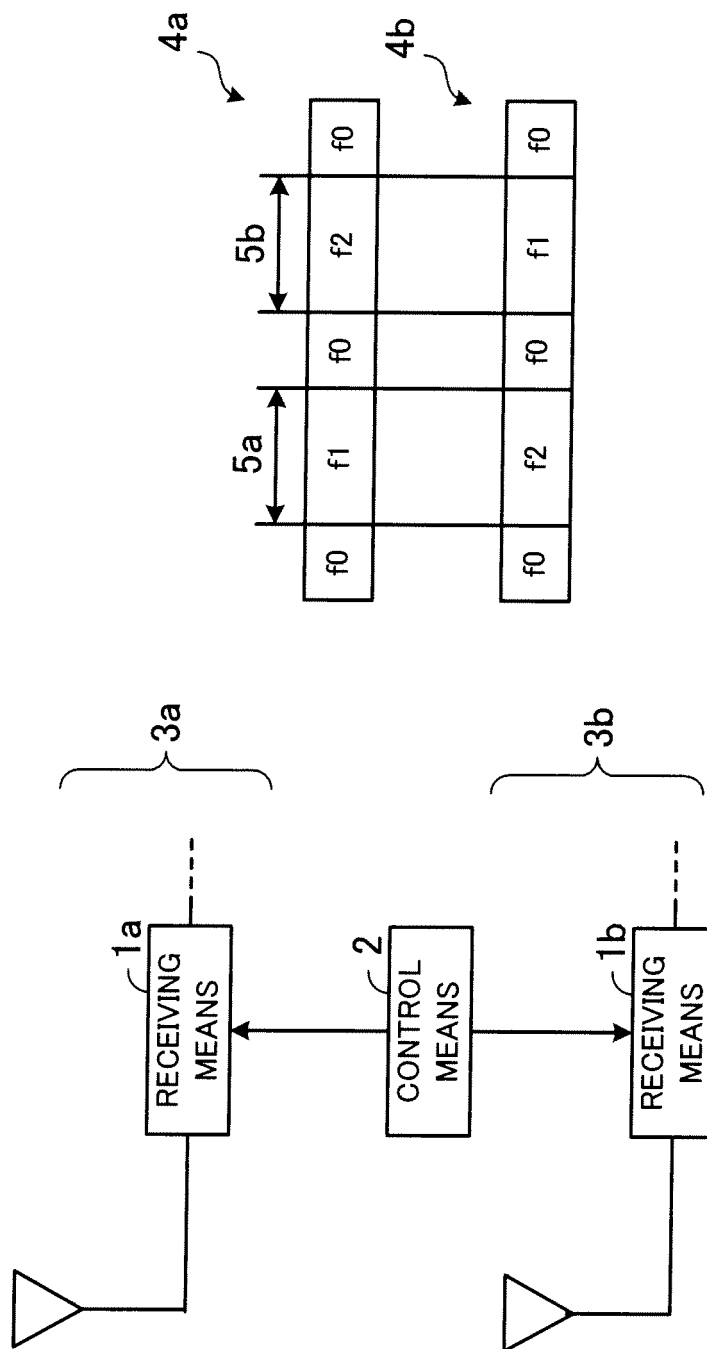 3a
1a
RECEIVING
MEANS
2
CONTROL
MEANS
3b
1b
RECEIVING
MEANS
4a
5a
5b
f0
f1
f0
f2
f0
4b
f0
f2
f0
f1
f0